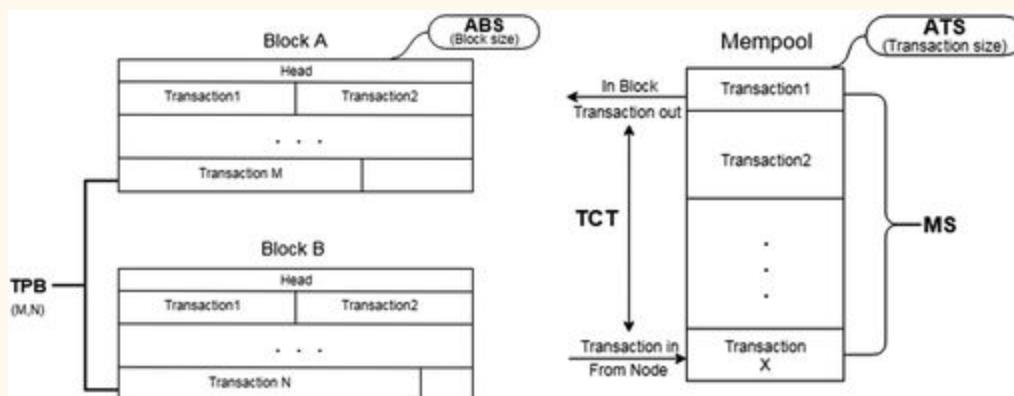 Block A
ABS
(Block size)
Head
Transaction1 Transaction2
. . .
Transaction M
Block B
Head
Transaction1 Transaction2
. . .
Transaction N
TPB
(M,N)
Mempool
ATS
(Transaction size)
In Block
Transaction out
Transaction1
Transaction2
TCT
MS
Transaction in
From Node
Transaction
X